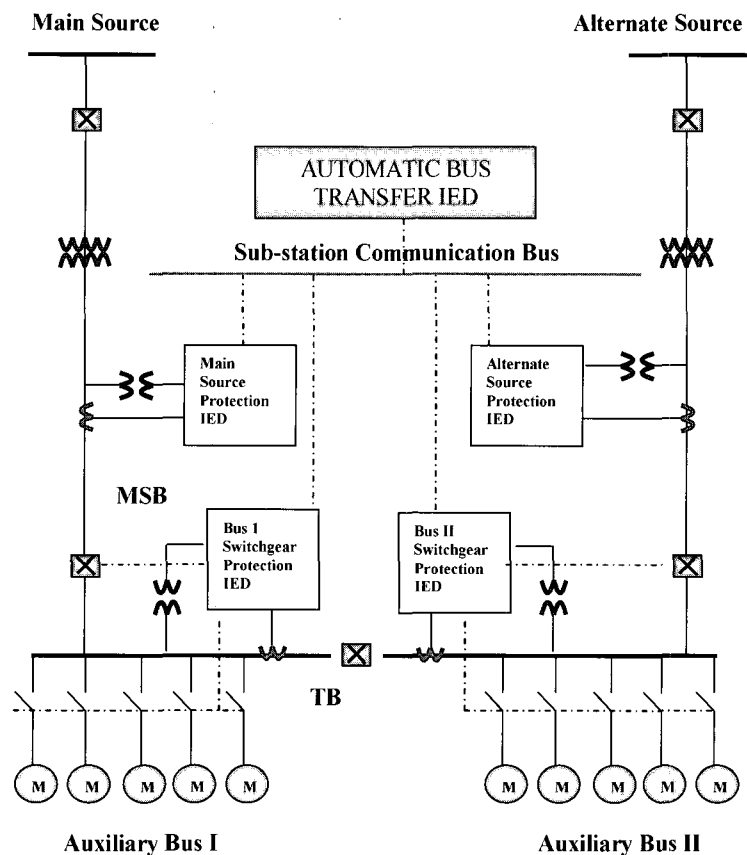 Main Source
Alternate Source
AUTOMATIC BUS
TRANSFER IED
Sub-station Communication Bus
Main
Source
Protection
IED
Alternate
Source
Protection
IED
MSB
Bus 1
Switchgear
Protection
IED
Bus II
Switchgear
Protection
IED
TB
M M M M M
M M M M M
Auxiliary Bus I
Auxiliary Bus II